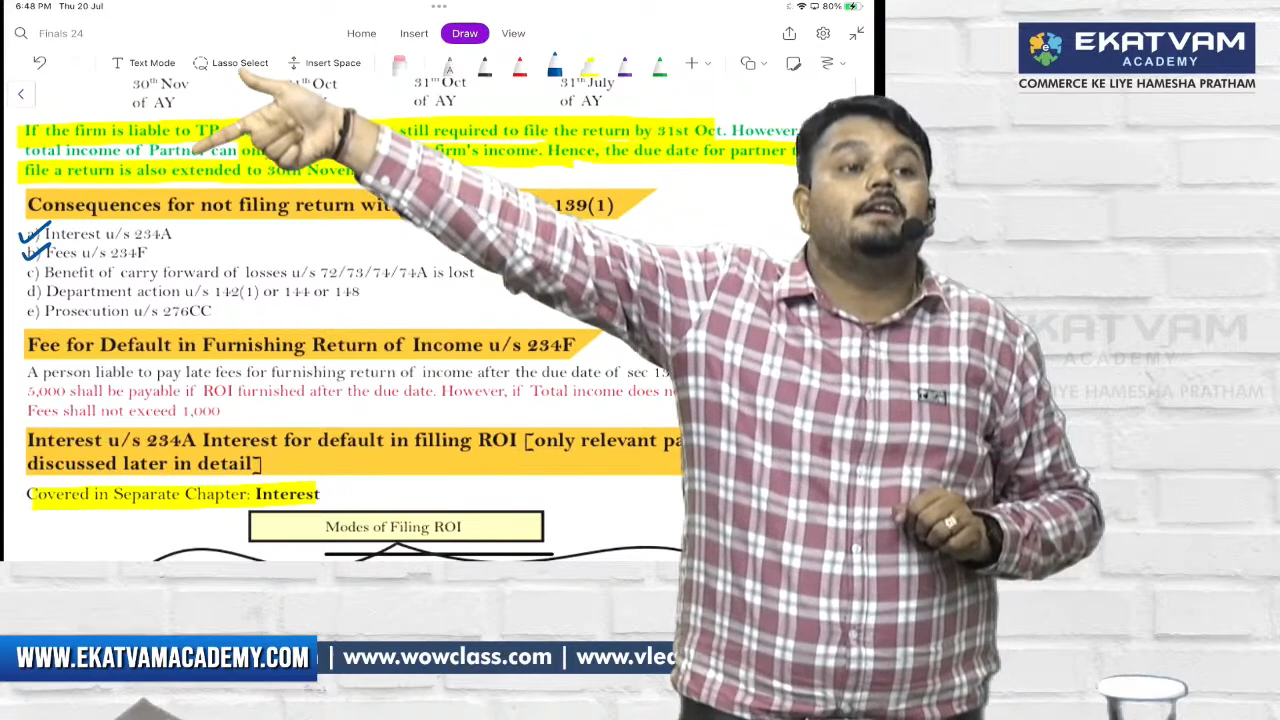 6:48 PM Thu 20 Jul
80%
Finals 24
Home Insert Draw View
Text Mode Lasso Select Insert Space
30th Nov Oct 31st Oct 31st July
of AY of AY of AY
If the firm is liable to TP still required to file the return by 31st Oct. However,
total income of Partner can firm's income. Hence, the due date for partner
file a return is also extended to 30th
Consequences for not filing return 139(1)
a) Interest u/s 234A
b) Fees u/s 234F
c) Benefit of carry forward of losses u/s 72/73/74/74A is lost
d) Department action u/s 142(1) or 144 or 148
e) Prosecution u/s 276CC
Fee for Default in Furnishing Return of Income u/s 234F
A person liable to pay late fees for furnishing return of income after the due date of sec
5,000 shall be payable if ROI furnished after the due date. However, if Total income does
Fees shall not exceed 1,000
Interest u/s 234A Interest for default in filling ROI [only relevant
discussed later in detail]
Covered in Separate Chapter: Interest
Modes of Filing ROI
EKATVAM
ACADEMY
COMMERCE KE LIYE HAMESHA PRATHAM
EKATVAM
ACADEMY
LIYE HAMESHA PRATHAM
WWW.EKATVAMACADEMY.COM | www.wowclass.com |